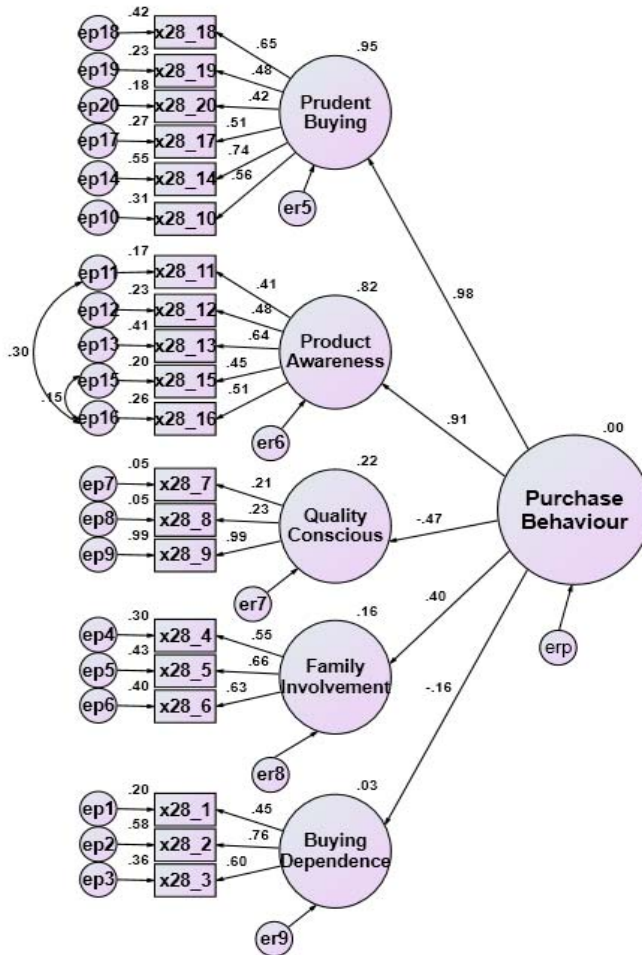 .42
ep18 x28_18
.65
.95
.23
ep19 x28_19
.48
.18
ep20 x28_20
.42
Prudent
Buying
.27
ep17 x28_17
.51
.55
ep14 x28_14
.74
.56
.31
ep10 x28_10
er5
.17
ep11 x28_11
.41
.82
.98
.23
ep12 x28_12
.48
.41
ep13 x28_13
.64
Product
Awareness
.30
.20
ep15 x28_15
.45
.15
.26
ep16 x28_16
.51
er6
.91
.00
.05
ep7 x28_7
.21
.22
.05
ep8 x28_8
.23
Quality
Conscious
-.47
Purchase
Behaviour
.99
ep9 x28_9
.99
er7
.30
ep4 x28_4
.55
.16
.40
erp
.43
ep5 x28_5
.66
Family
Involvement
.40
ep6 x28_6
.63
-.16
er8
.20
ep1 x28_1
.45
.03
.58
ep2 x28_2
.76
Buying
Dependence
.36
ep3 x28_3
.60
er9